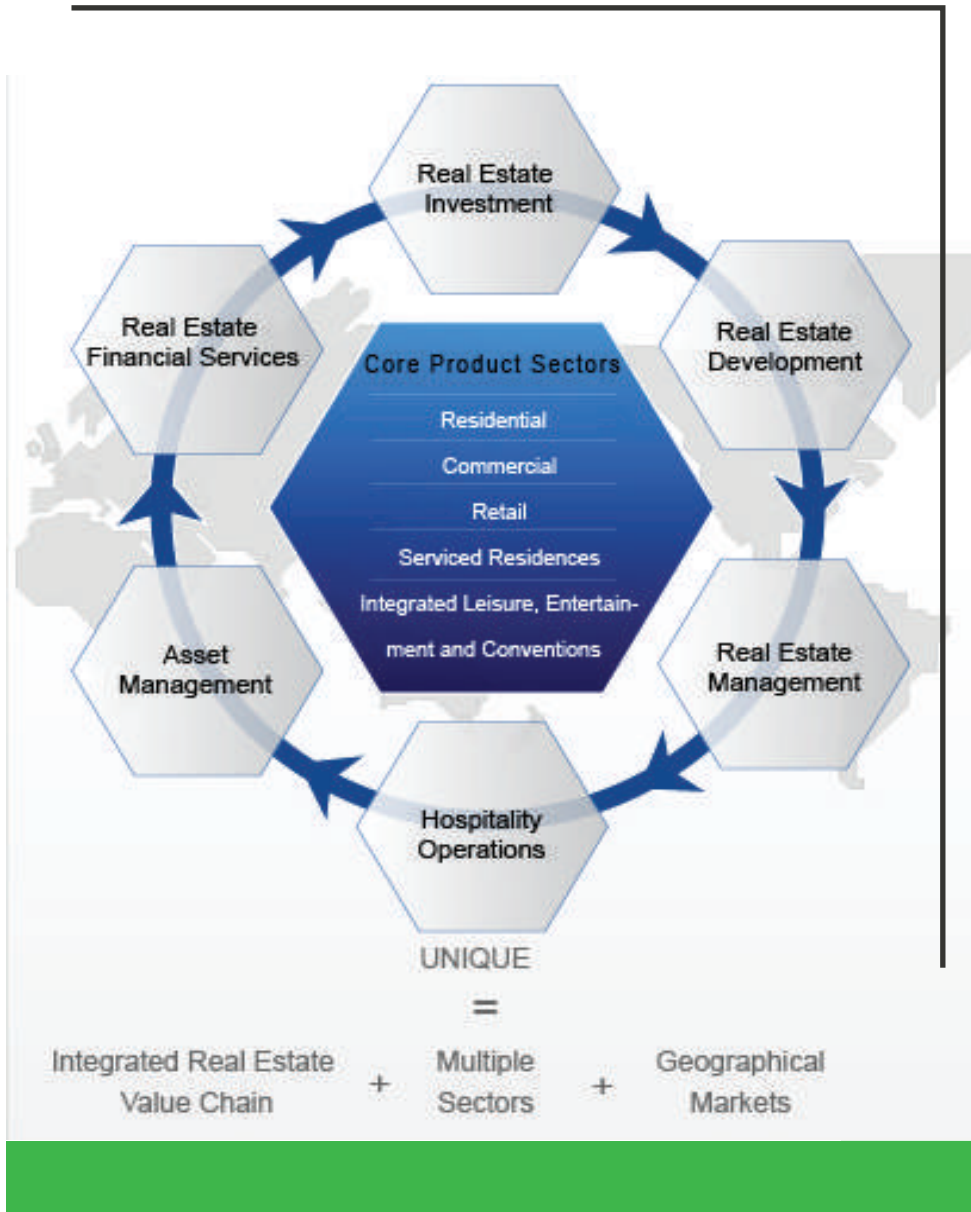 Real Estate
Investment
Real Estate
Development
Real Estate
Management
Hospitality
Operations
Asset
Management
Real Estate
Financial Services
Core Product Sectors
Residential
Commercial
Retail
Serviced Residences
Integrated Leisure, Entertain-
ment and Conventions
UNIQUE
=
Integrated Real Estate
Value Chain
+
Multiple
Sectors
+
Geographical
Markets